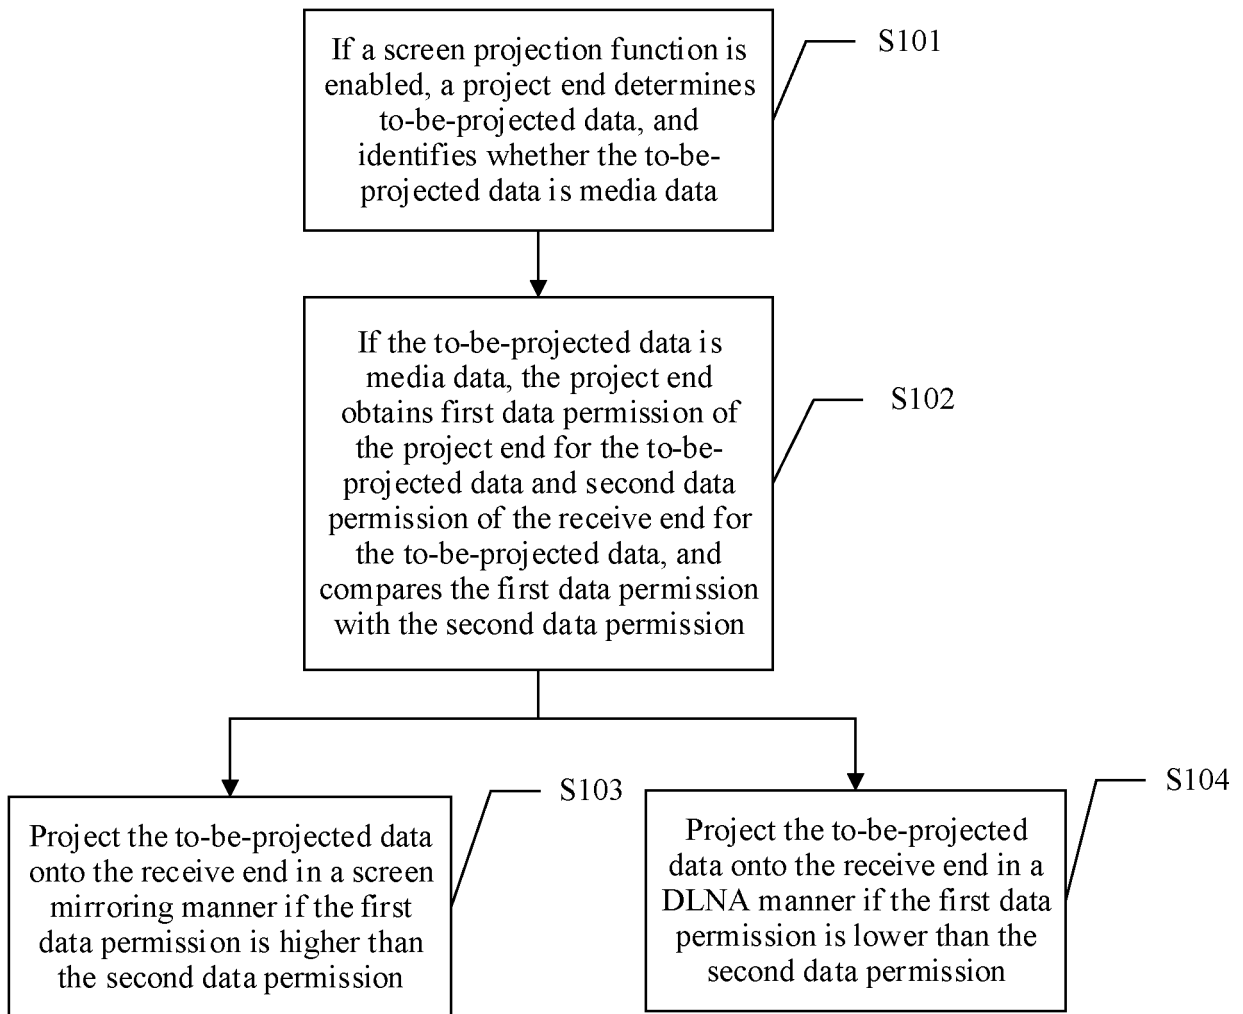 If a screen projection function is
enabled, a project end determines
to-be-projected data, and
identifies whether the to-be-
projected data is media data
S101
If the to-be-projected data is
media data, the project end
obtains first data permission of
the project end for the to-be-
projected data and second data
permission of the receive end for
the to-be-projected data, and
compares the first data permission
with the second data permission
S102
Project the to-be-projected data
onto the receive end in a screen
mirroring manner if the first
data permission is higher than
the second data permission
S103
Project the to-be-projected
data onto the receive end in a
DLNA manner if the first data
permission is lower than the
second data permission
S104